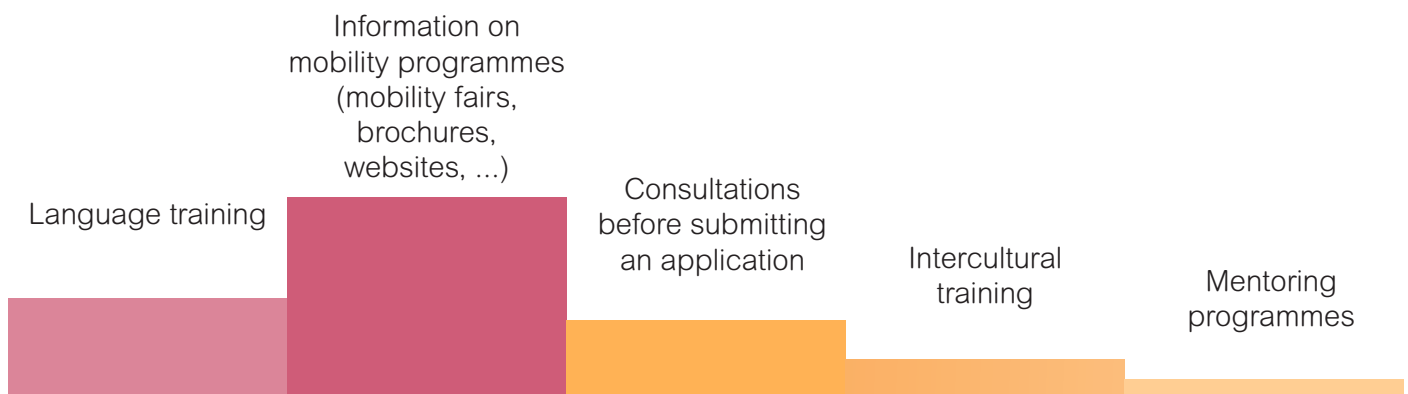 Language training
Information on
mobility programmes
(mobility fairs,
brochures,
websites, ...)
Consultations
before submitting
an application
Intercultural
training
Mentoring
programmes